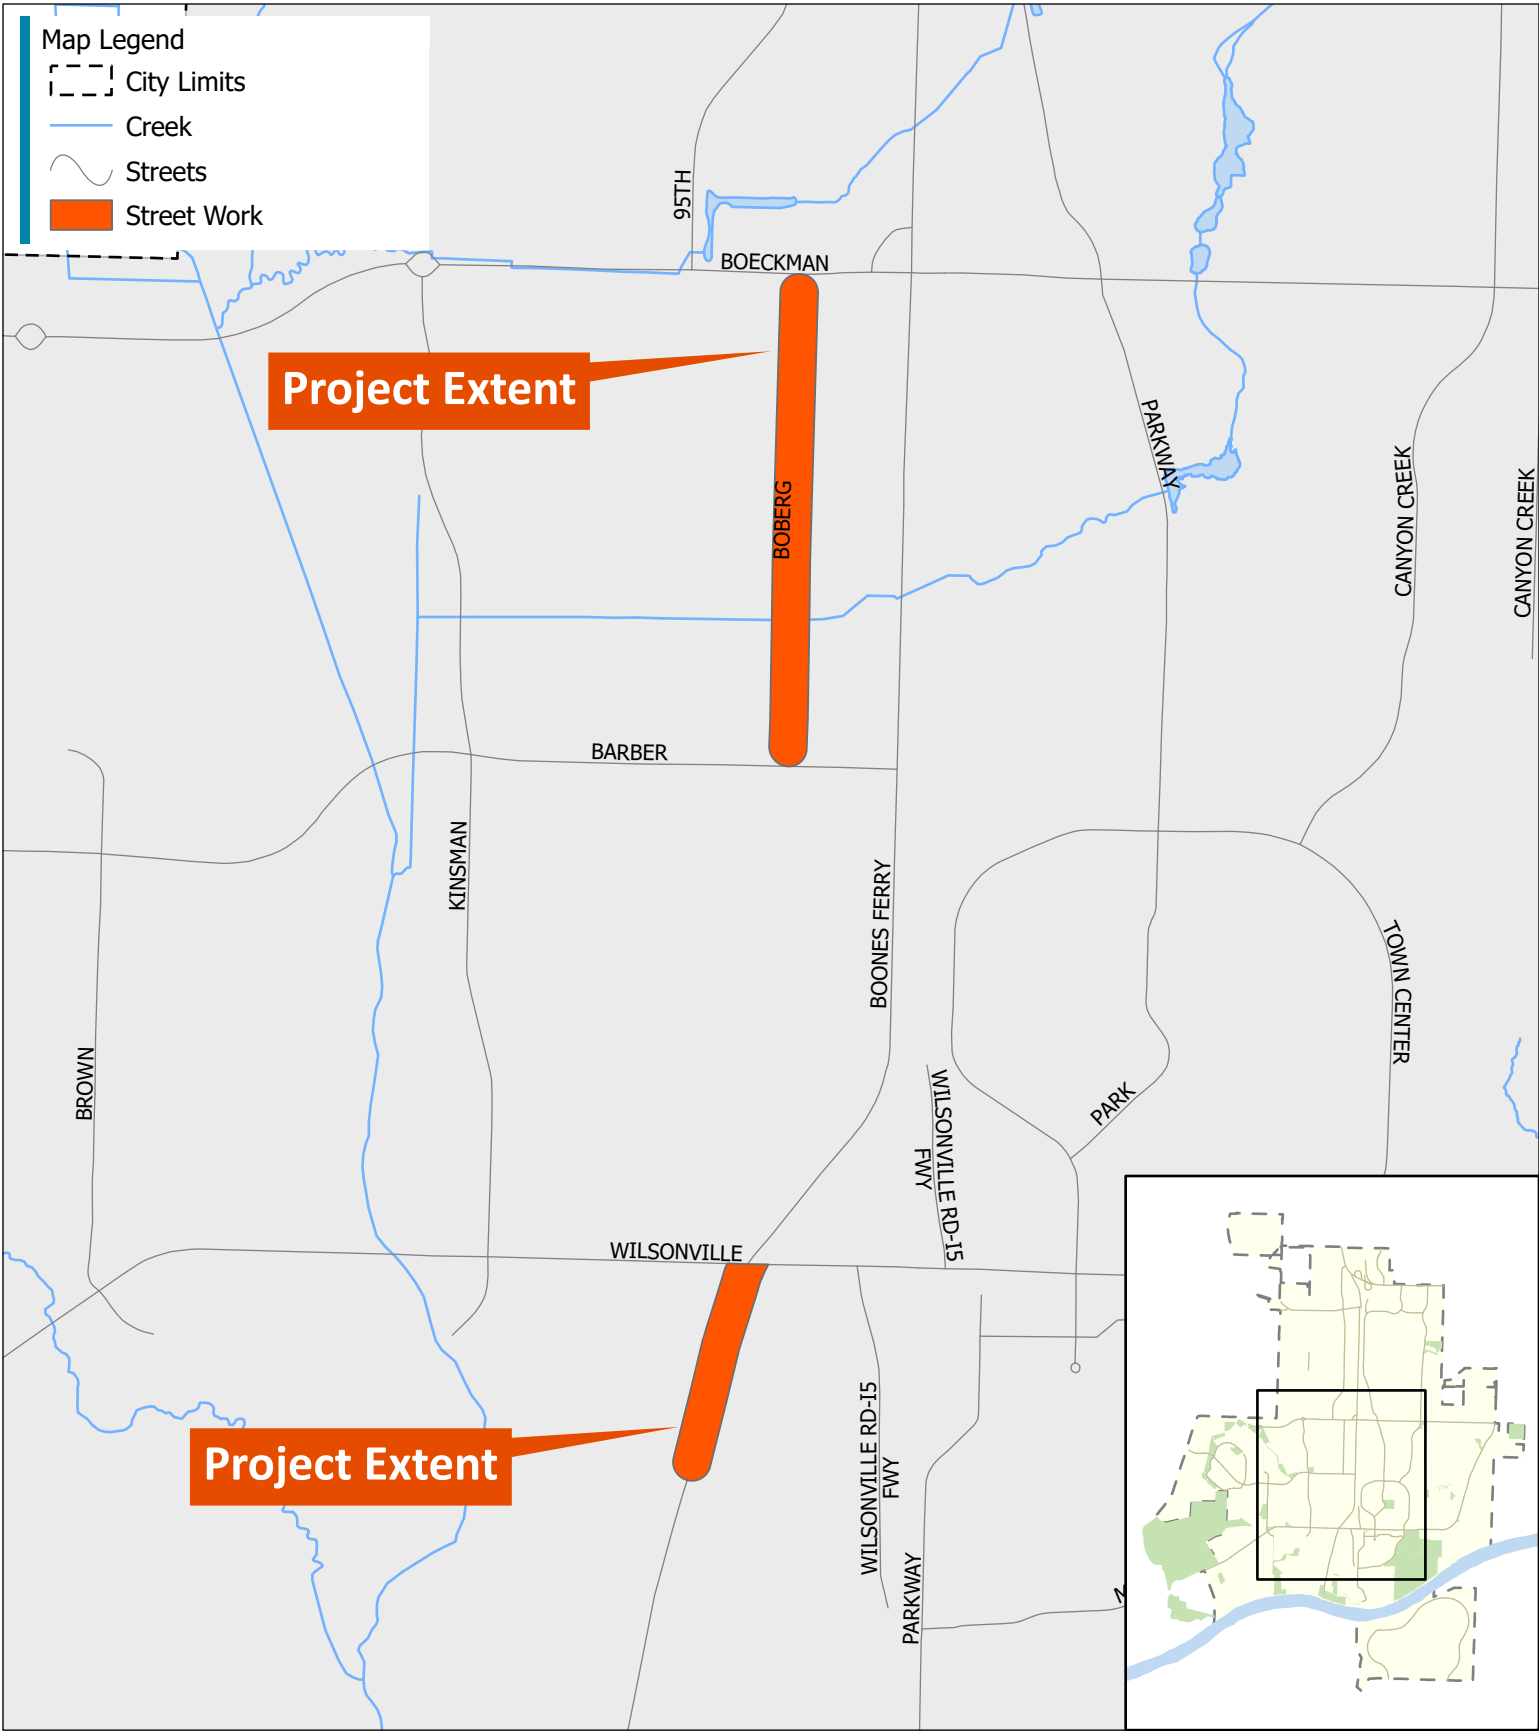 Map Legend
City Limits
Creek
Streets
Street Work
95TH
BOECKMAN
Project Extent
PARKWAY
BOBERG
CANYON CREEK
CANYON CREEK
BARBER
KINSMAN
BOONES FERRY
TOWN CENTER
BROWN
WILSONVILLE RD-I5
FWY
PARK
WILSONVILLE
Project Extent
WILSONVILLE RD-I5
FWY
PARKWAY